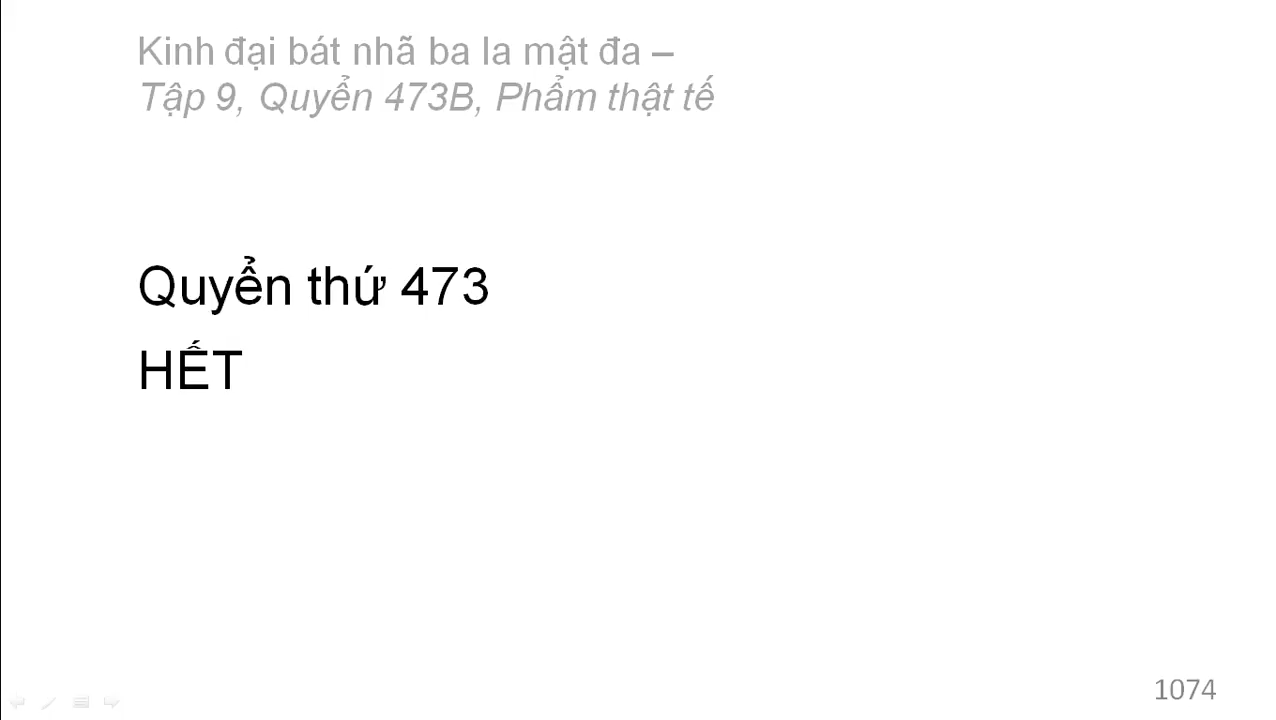 Kinh đại bát nhã ba la mật đa –
Tập 9, Quyển 473B, Phẩm thật tế
Quyển thứ 473
HẾT
1074